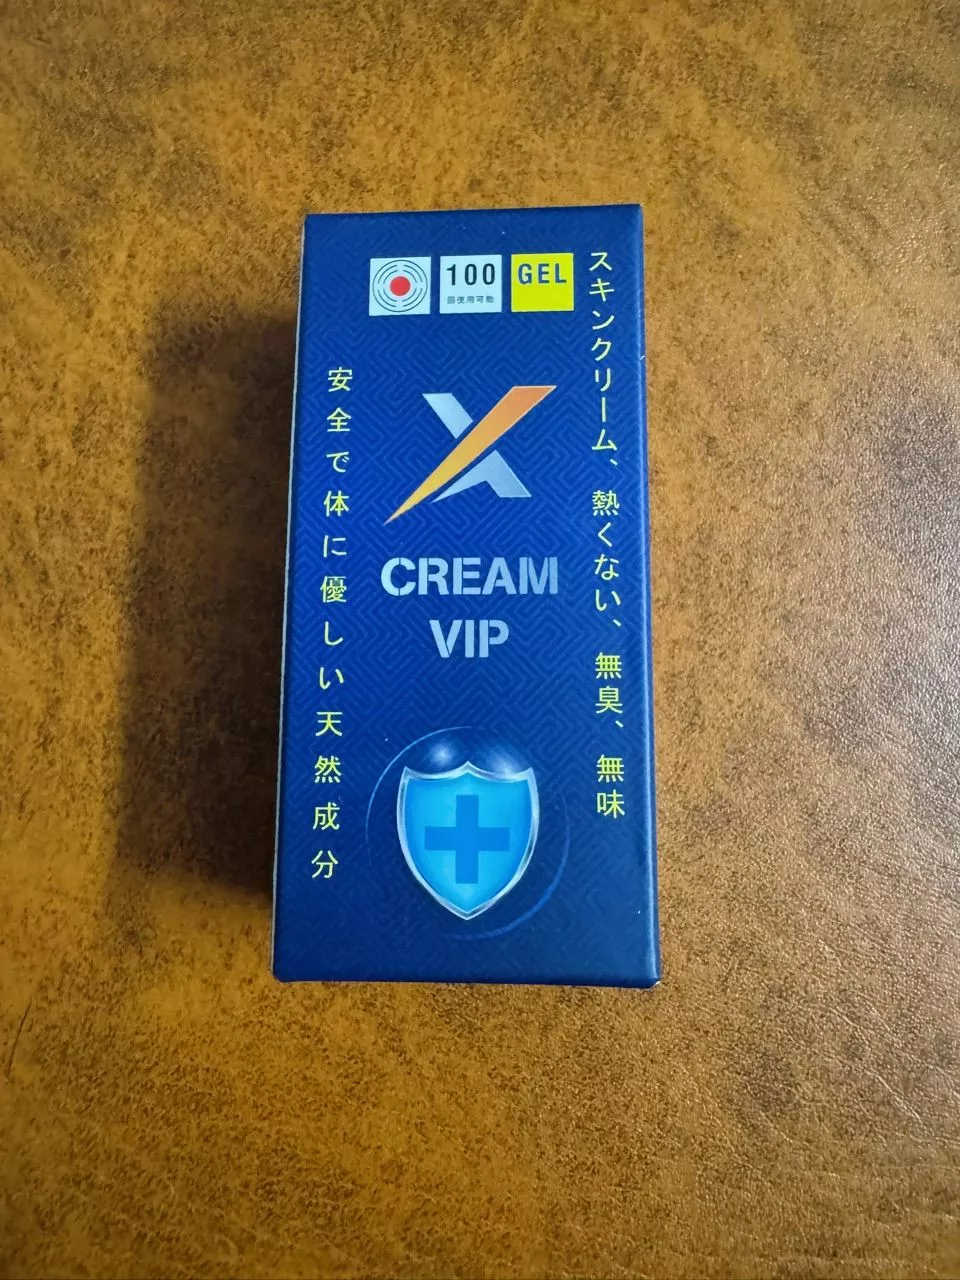 100
回使用可能
GEL
スキンクリーム、熱くない、無臭、無味
安全で体に優しい天然成分
X
CREAM
VIP